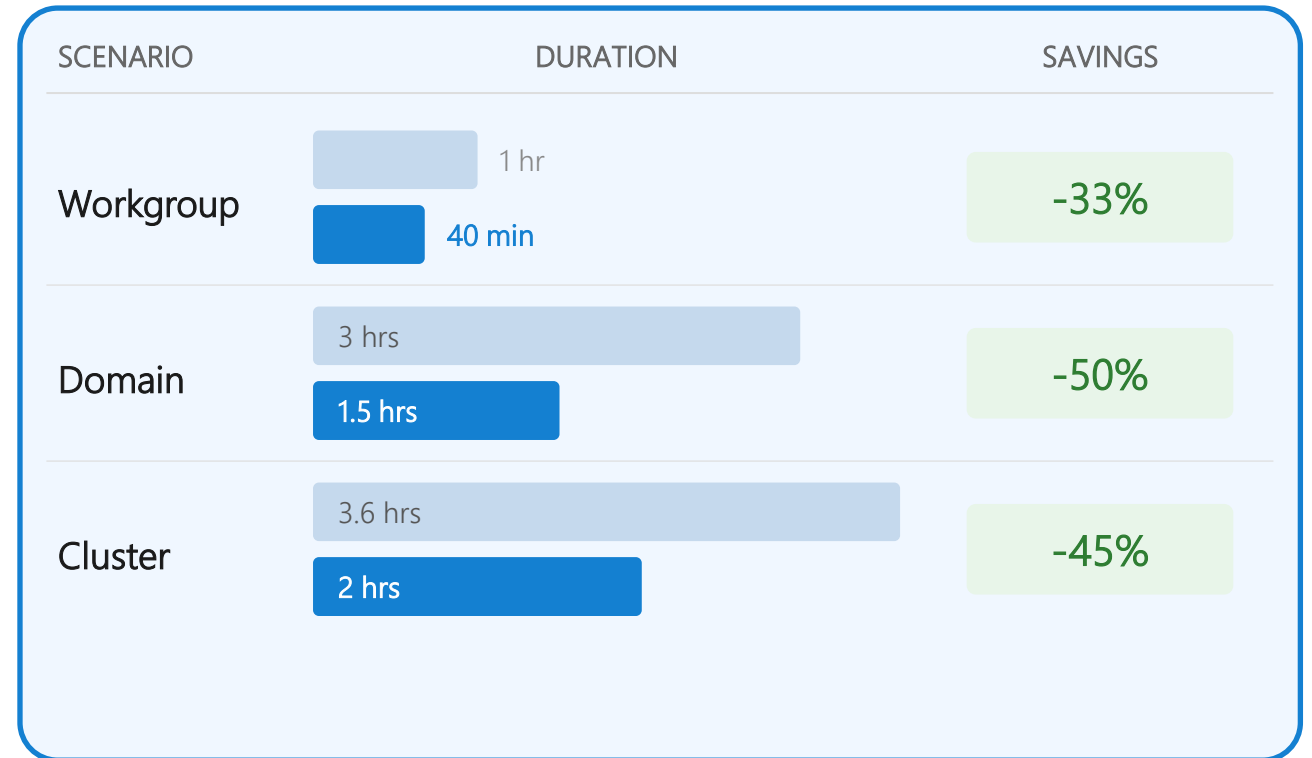 SCENARIO DURATION SAVINGS
1 hr
Workgroup -33%
40 min
3 hrs
Domain -50%
1.5 hrs
3.6 hrs
Cluster -45%
2 hrs